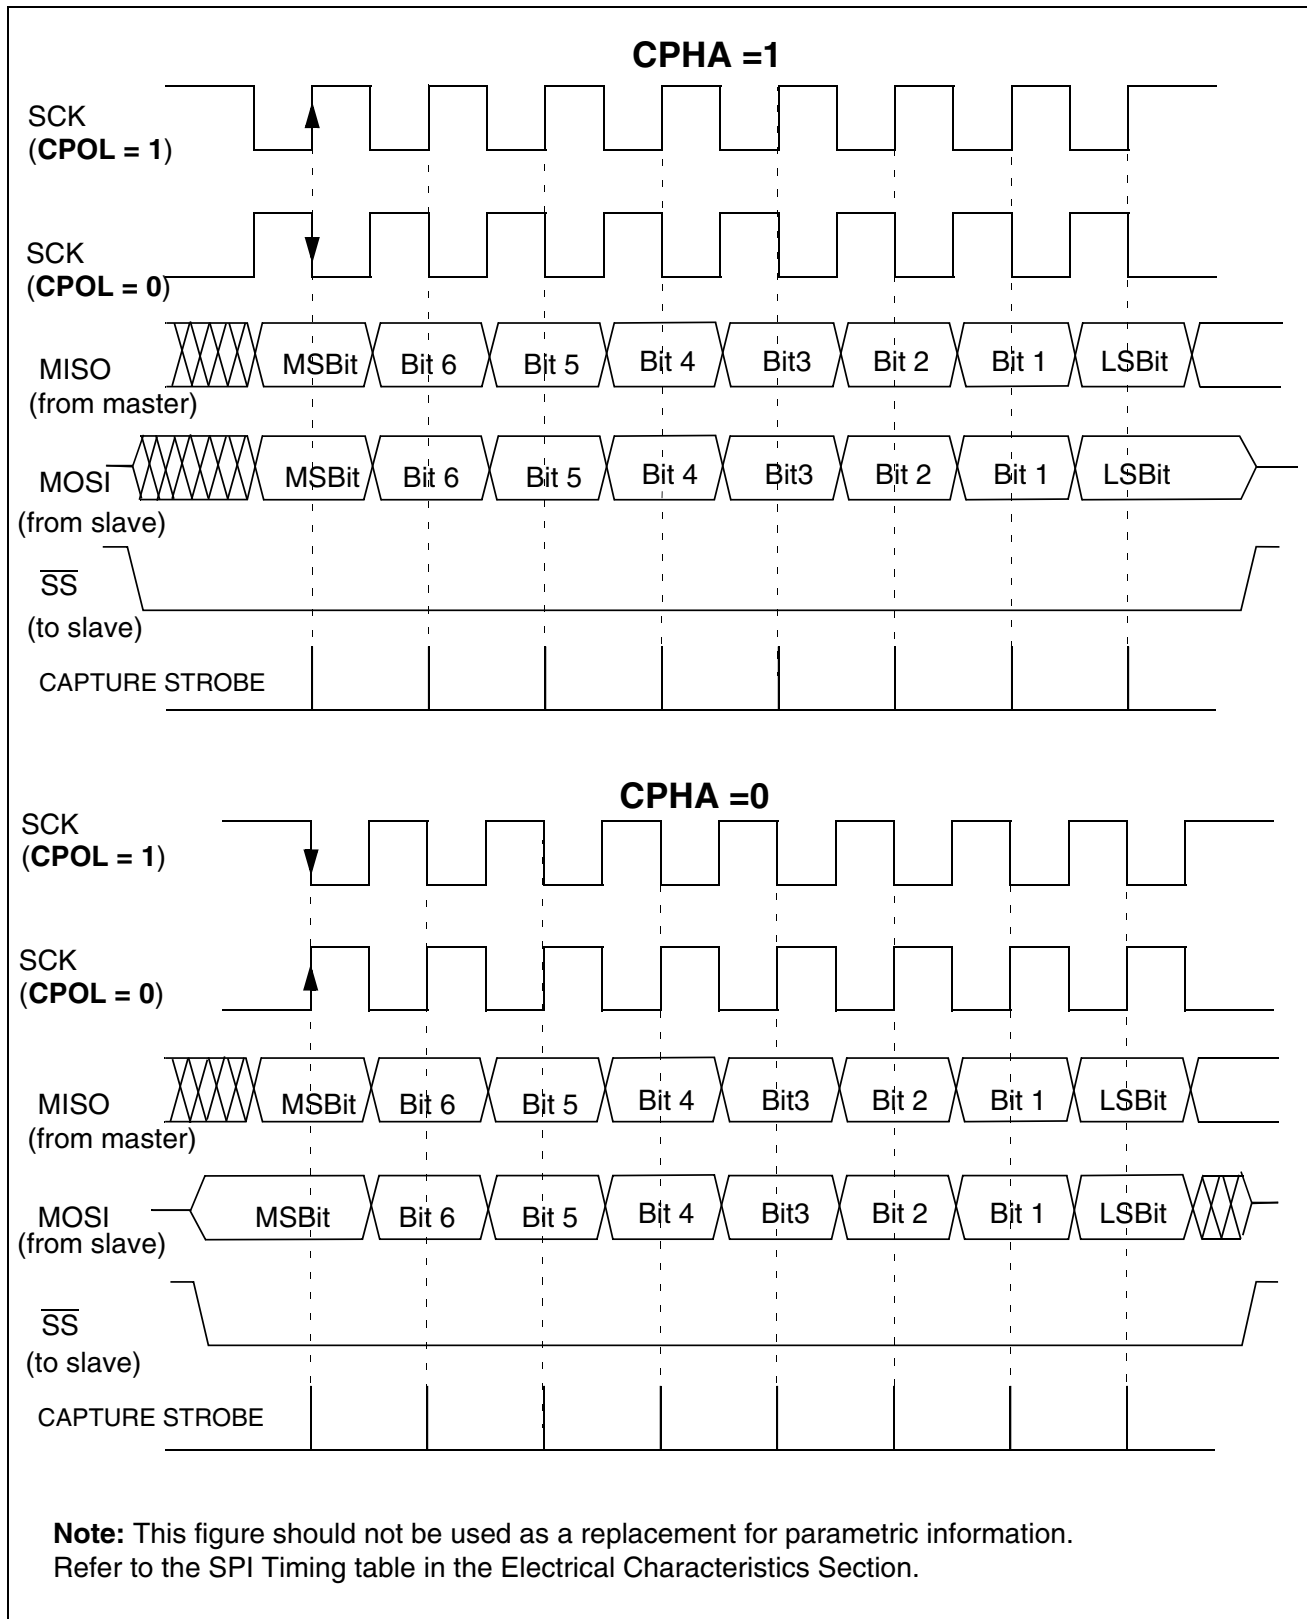 CPHA =1
SCK
(CPOL = 1)
SCK
(CPOL = 0)
MISO
(from master)
MSBit Bit 6 Bit 5 Bit 4 Bit3 Bit 2 Bit 1 LSBit
MOSI
(from slave)
MSBit Bit 6 Bit 5 Bit 4 Bit3 Bit 2 Bit 1 LSBit
SS
(to slave)
CAPTURE STROBE
CPHA =0
SCK
(CPOL = 1)
SCK
(CPOL = 0)
MISO
(from master)
MSBit Bit 6 Bit 5 Bit 4 Bit3 Bit 2 Bit 1 LSBit
MOSI
(from slave)
MSBit Bit 6 Bit 5 Bit 4 Bit3 Bit 2 Bit 1 LSBit
SS
(to slave)
CAPTURE STROBE
Note: This figure should not be used as a replacement for parametric information.
Refer to the SPI Timing table in the Electrical Characteristics Section.